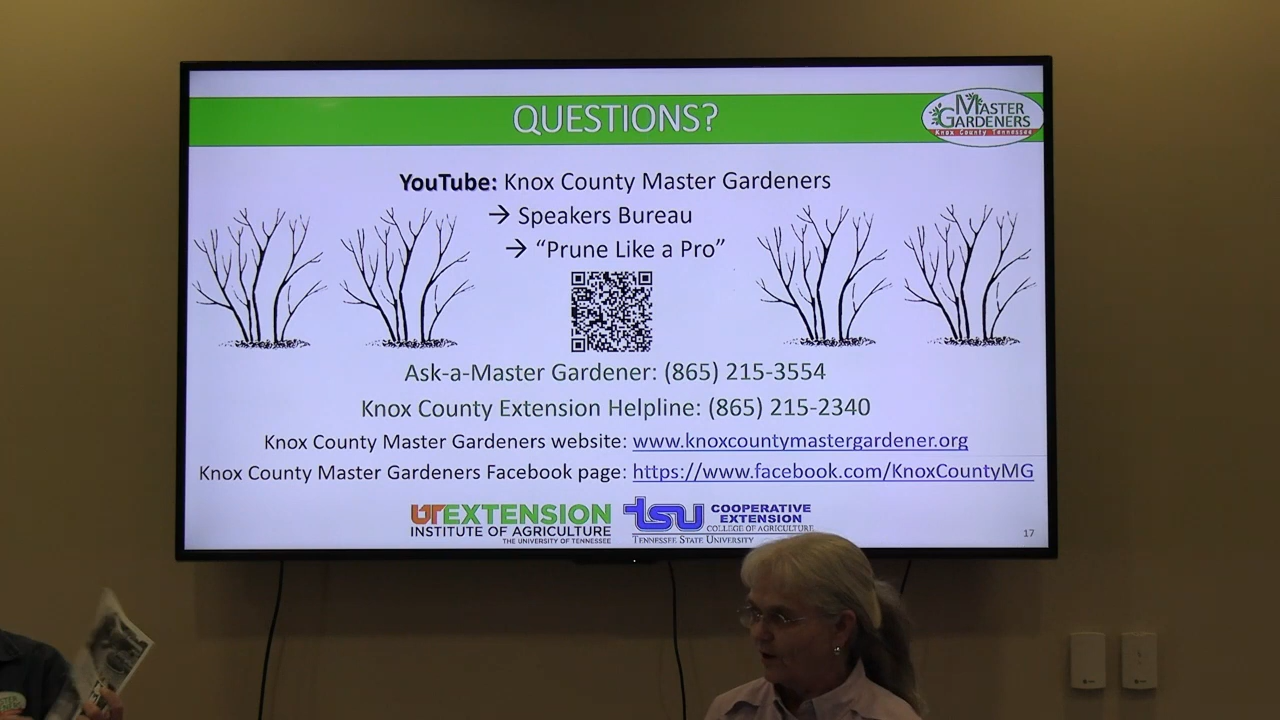 QUESTIONS?
MASTER
GARDENERS
Knox County Tennessee
YouTube: Knox County Master Gardeners
→ Speakers Bureau
→ “Prune Like a Pro”
Ask-a-Master Gardener: (865) 215-3554
Knox County Extension Helpline: (865) 215-2340
Knox County Master Gardeners website: www.knoxcountymastergardener.org
Knox County Master Gardeners Facebook page: https://www.facebook.com/KnoxCountyMG
UTEXTENSION
INSTITUTE OF AGRICULTURE
THE UNIVERSITY OF TENNESSEE
tsu COOPERATIVE
EXTENSION
COLLEGE OF AGRICULTURE
TENNESSEE STATE UNIVERSITY
17